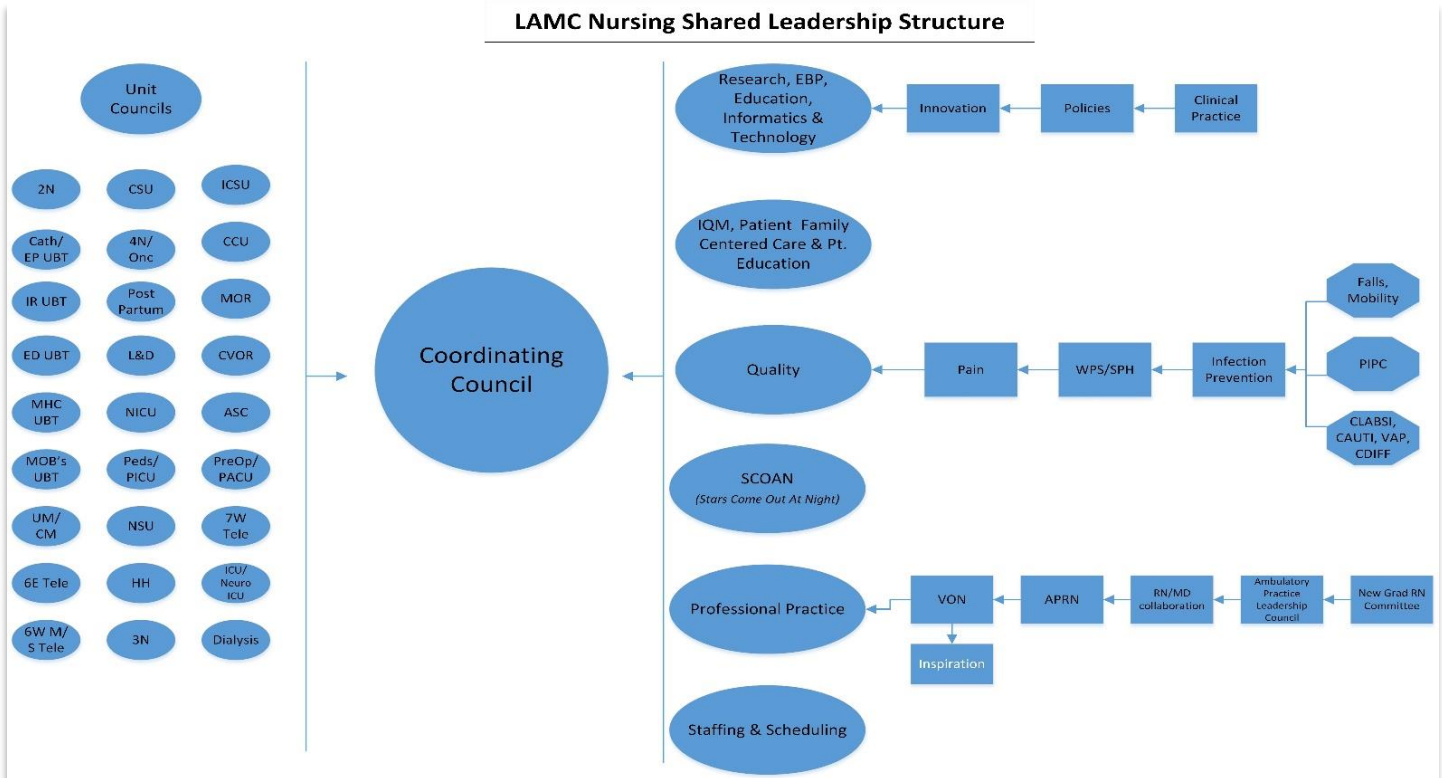 LAMC Nursing Shared Leadership Structure
Unit
Councils
2N
CSU
ICSU
Cath/
EP UBT
4N/
Onc
CCU
IR UBT
Post
Partum
MOR
ED UBT
L&D
CVOR
MHC
UBT
NICU
ASC
MOB's
UBT
Peds/
PICU
PreOp/
PACU
UM/
CM
NSU
7W
Tele
6E Tele
HH
ICU/
Neuro
ICU
6W M/
S Tele
3N
Dialysis
Coordinating
Council
Research, EBP,
Education,
Informatics &
Technology
Innovation
Policies
Clinical
Practice
IQM, Patient Family
Centered Care & Pt.
Education
Quality
Pain
WPS/SPH
Infection
Prevention
Falls,
Mobility
PIPC
CLABSI,
CAUTI, VAP,
CDIFF
SCOAN
(Stars Come Out At Night)
Professional Practice
VON
Inspiration
APRN
RN/MD
collaboration
Ambulatory
Practice
Leadership
Council
New Grad RN
Committee
Staffing & Scheduling